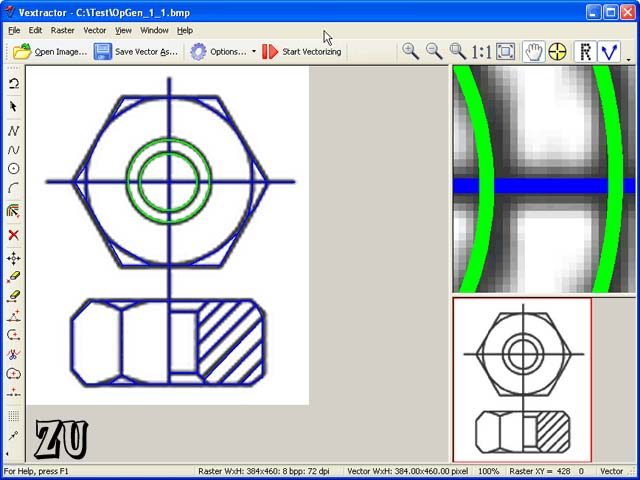 Vextractor - C:\Test\OpGen_1_1.bmp
File Edit Raster Vector View Window Help
Open Image... Save Vector As... Options... Start Vectorizing 1:1 R
ZU
For Help, press F1 Raster WxH: 384x460: 8 bpp: 72 dpi Vector WxH: 384.00x460.00 pixel 100% Raster XY = 428 0 Vector